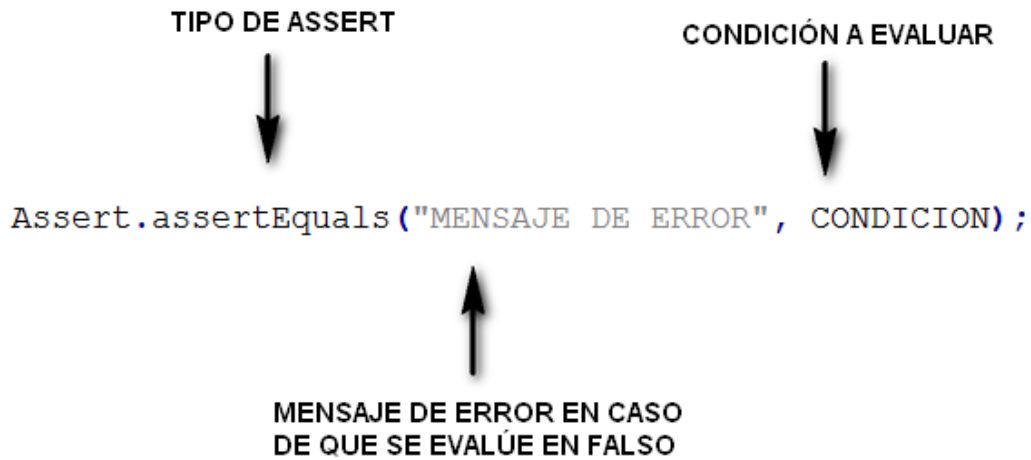 TIPO DE ASSERT
CONDICIÓN A EVALUAR
Assert.assertEquals("MENSAJE DE ERROR", CONDICION);
MENSAJE DE ERROR EN CASO
DE QUE SE EVALÚE EN FALSO